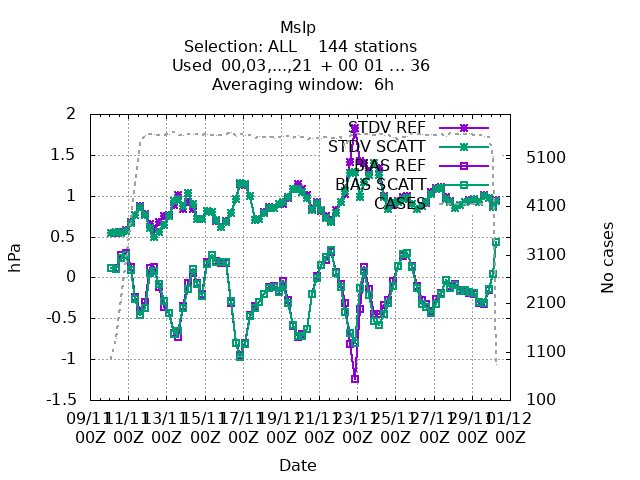 Mslp
Selection: ALL    144 stations
Used  00,03,...,21  + 00 01 ... 36
Averaging window:  6h
STDV REF
STDV SCATT
BIAS REF
BIAS SCATT
CASES
2
1.5
1
0.5
0
-0.5
-1
-1.5
hPa
5100
4100
3100
2100
1100
100
No cases
09/11 11/11 13/11 15/11 17/11 19/11 21/11 23/11 25/11 27/11 29/11 01/12
00Z 00Z 00Z 00Z 00Z 00Z 00Z 00Z 00Z 00Z 00Z 00Z
Date